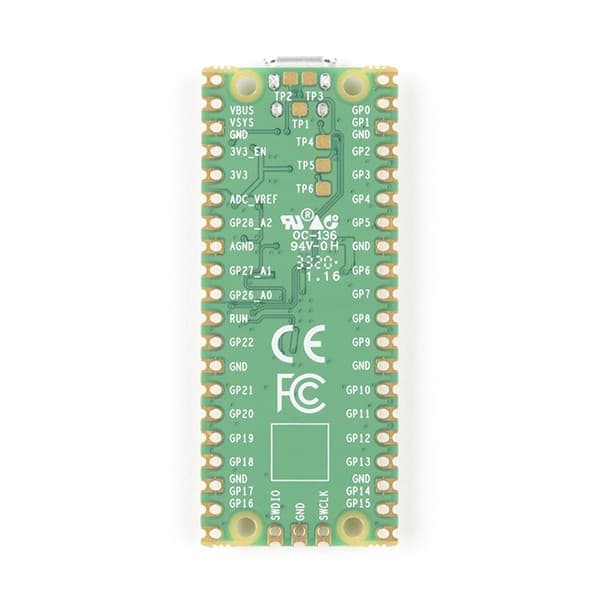 TP2 TP3
VBUS GP0
TP1
VSYS GP1
GND GND
TP4
3V3_EN GP2
TP5
3V3 GP3
TP6
ADC_VREF GP4
GP28_A2 GP5
OC-136
AGND 94V-0 H GND
3320
GP27_A1 GP6
1.16
GP26_A0 GP7
RUN GP8
GP22 GP9
CE
GND GND
GP21 GP10
FC
GP20 GP11
GP19 GP12
GP18 GP13
GND GND
GP17 GP14
GP16 GP15
SWDIO GND SWCLK